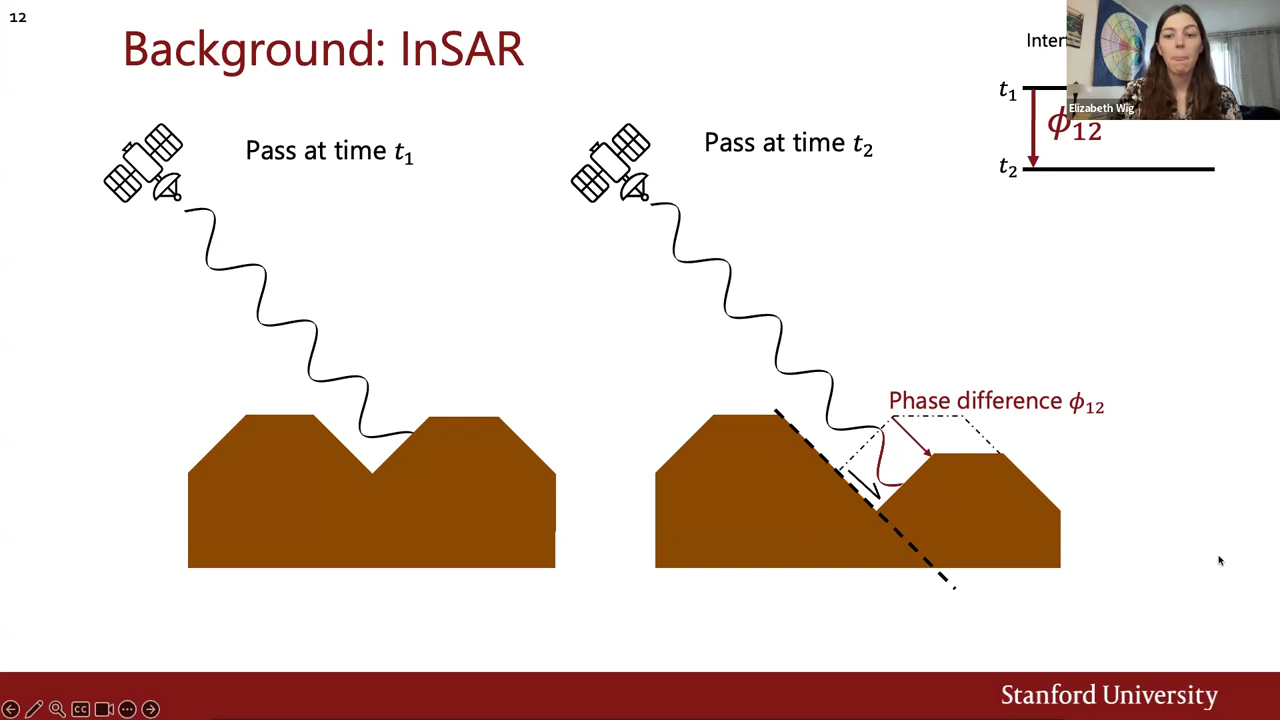 12
Background: InSAR
Pass at time t₁
Pass at time t₂
t₁
ϕ₁₂
t₂
Elizabeth Wig
Phase difference ϕ₁₂
CC
Stanford University